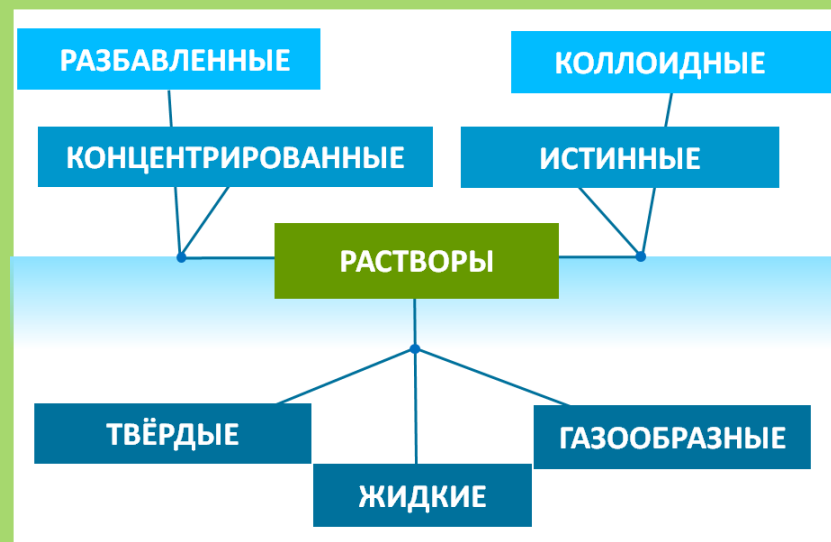 РАЗБАВЛЕННЫЕ
КОЛЛОИДНЫЕ
КОНЦЕНТРИРОВАННЫЕ
ИСТИННЫЕ
РАСТВОРЫ
ТВЁРДЫЕ
ГАЗООБРАЗНЫЕ
ЖИДКИЕ